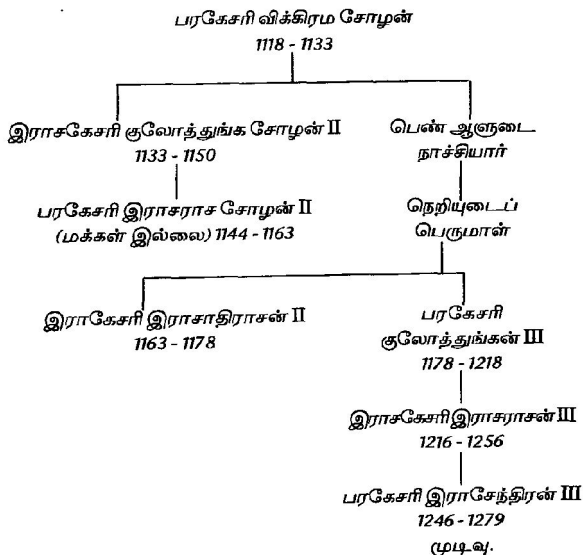 பரகேசரி விக்கிரம சோழன்
1118 - 1133
இராசகேசரி குலோத்துங்க சோழன் II
1133 - 1150
பெண் ஆளுடை
நாச்சியார்
பரகேசரி இராசராச சோழன் II
(மக்கள் இல்லை) 1144 - 1163
நெறியுடைப்
பெருமாள்
இராகேசரி இராசாதிராசன் II
1163 - 1178
பரகேசரி
குலோத்துங்கன் III
1178 - 1218
இராசகேசரி இராசராசன் III
1216 - 1256
பரகேசரி இராசேந்திரன் III
1246 - 1279
முடிவு.